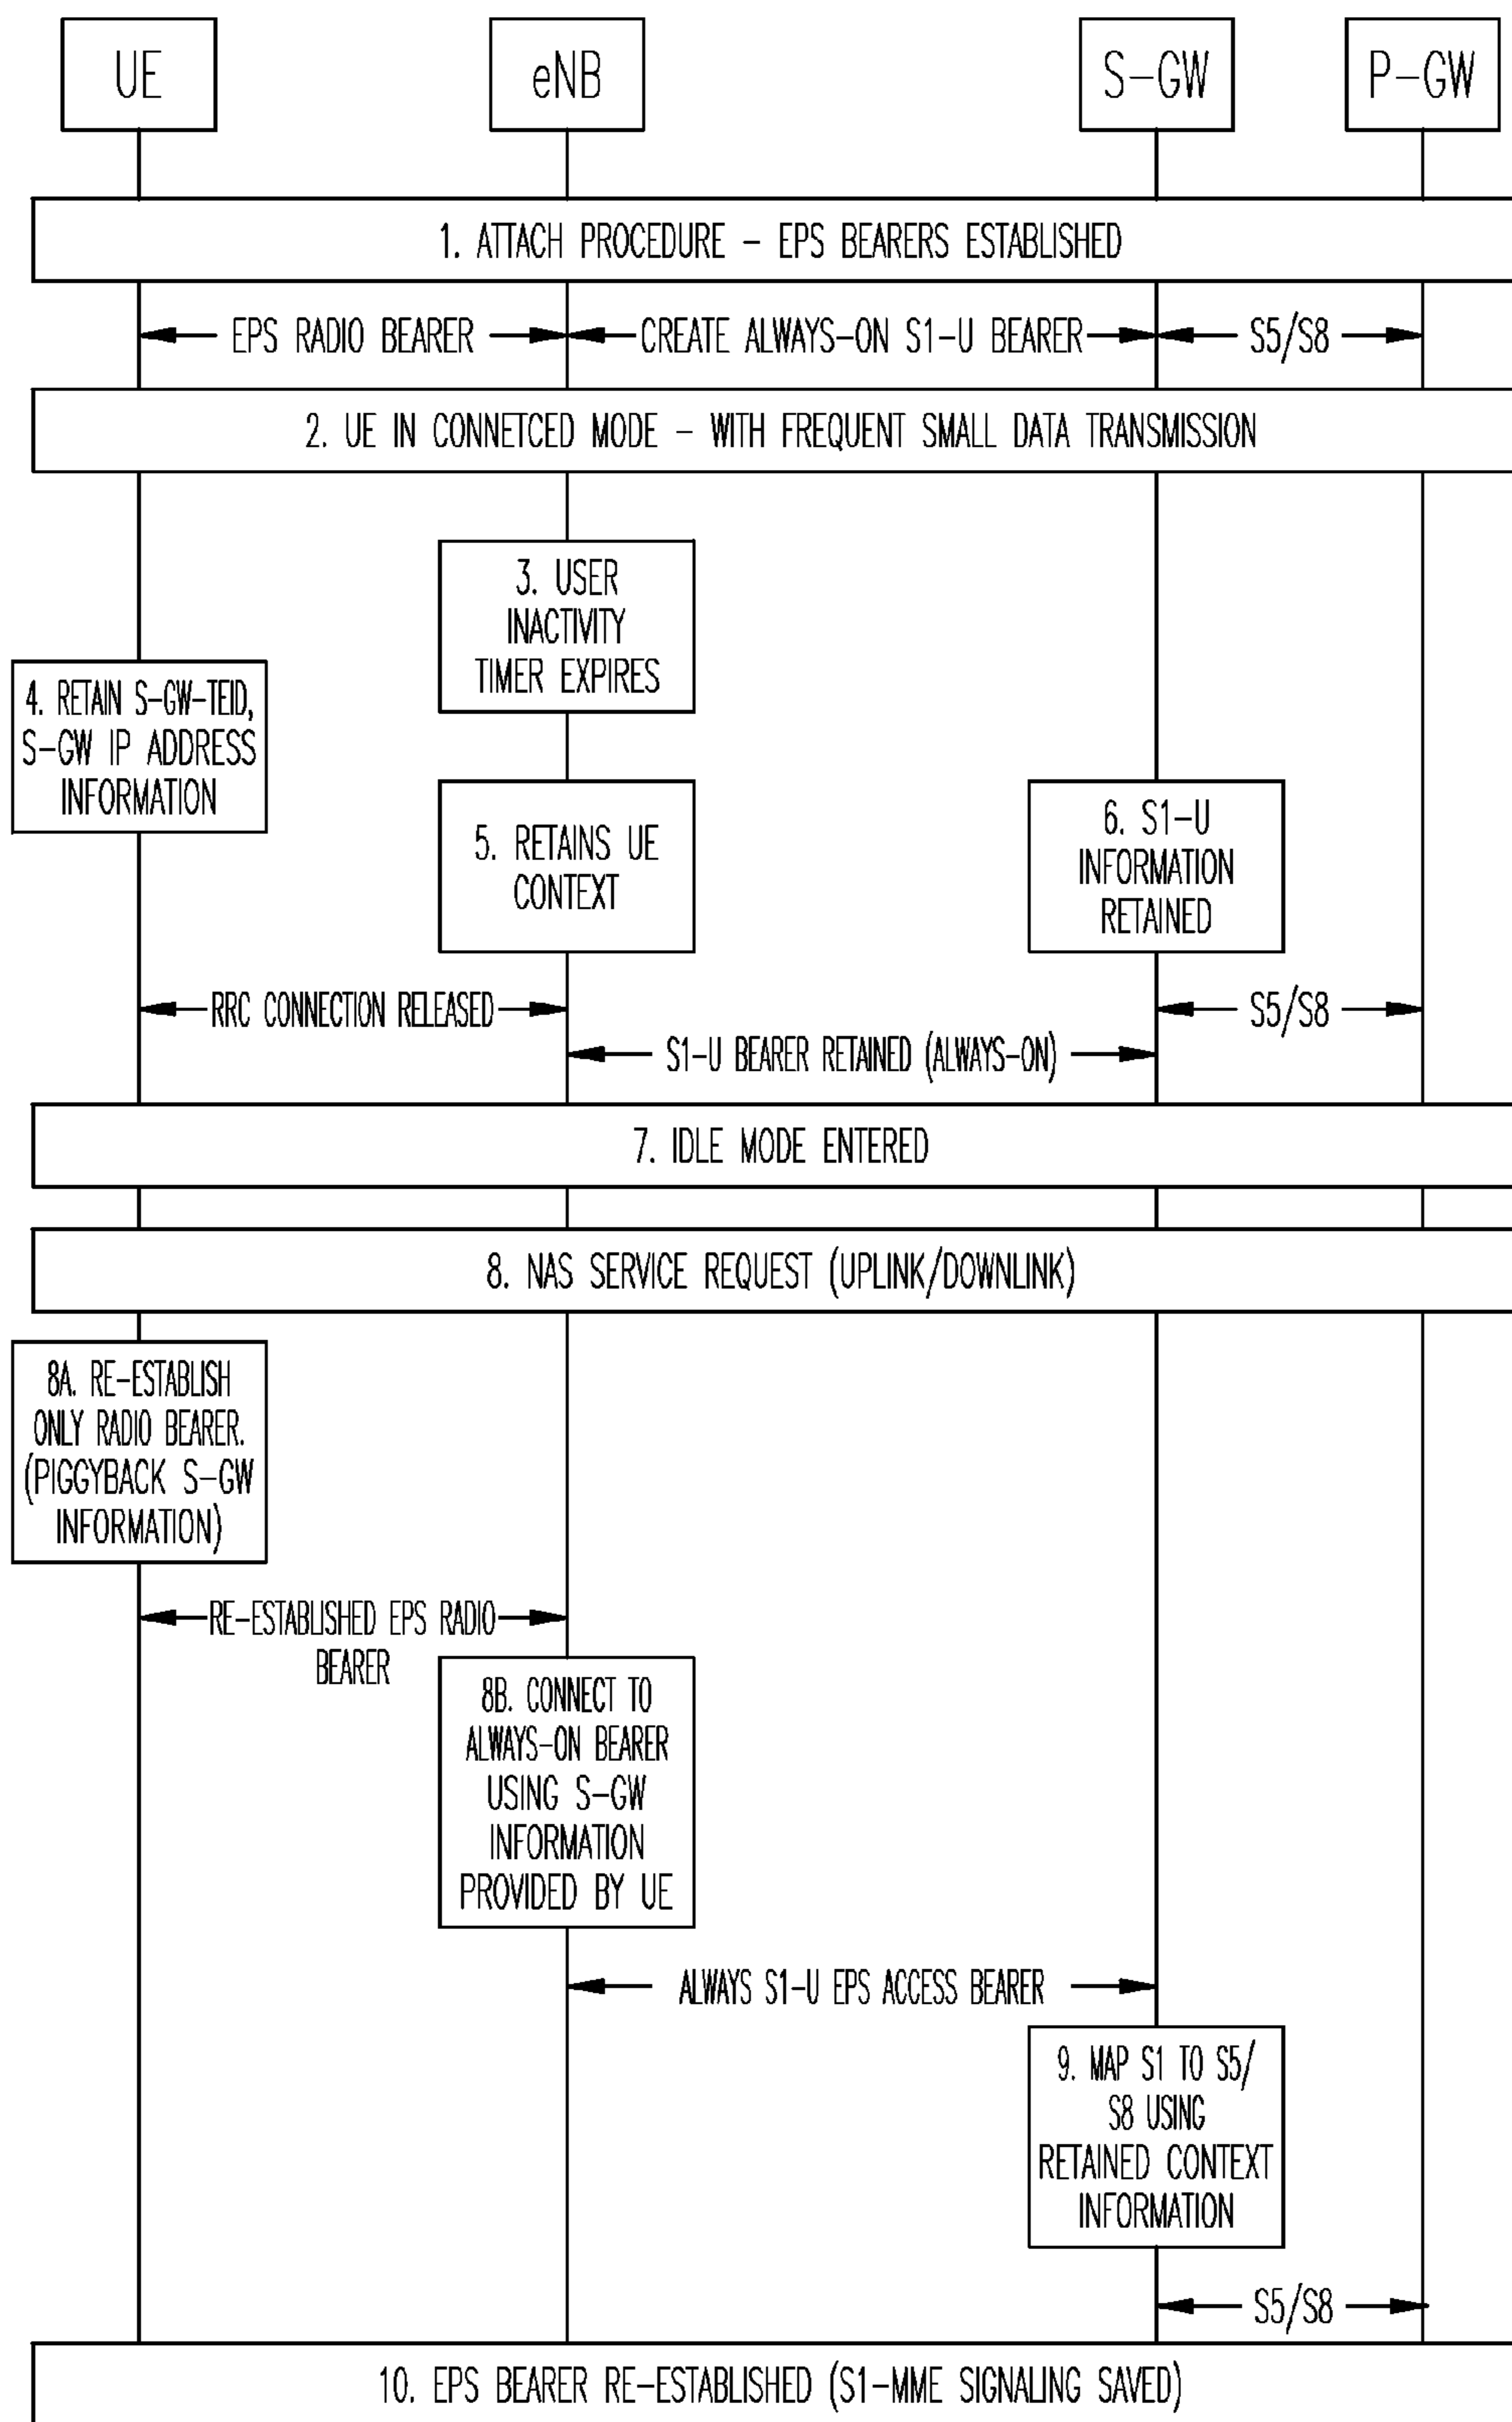 UE
eNB
S-GW
P-GW
1. ATTACH PROCEDURE - EPS BEARERS ESTABLISHED
EPS RADIO BEARER
CREATE ALWAYS-ON S1-U BEARER
S5/S8
2. UE IN CONNETCED MODE - WITH FREQUENT SMALL DATA TRANSMISSION
3. USER
INACTIVITY
TIMER EXPIRES
4. RETAIN S-GW-TEID,
S-GW IP ADDRESS
INFORMATION
5. RETAINS UE
CONTEXT
6. S1-U
INFORMATION
RETAINED
RRC CONNECTION RELEASED
S5/S8
S1-U BEARER RETAINED (ALWAYS-ON)
7. IDLE MODE ENTERED
8. NAS SERVICE REQUEST (UPLINK/DOWNLINK)
8A. RE-ESTABLISH
ONLY RADIO BEARER.
(PIGGYBACK S-GW
INFORMATION)
RE-ESTABLISHED EPS RADIO
BEARER
8B. CONNECT TO
ALWAYS-ON BEARER
USING S-GW
INFORMATION
PROVIDED BY UE
ALWAYS S1-U EPS ACCESS BEARER
9. MAP S1 TO S5/
S8 USING
RETAINED CONTEXT
INFORMATION
S5/S8
10. EPS BEARER RE-ESTABLISHED (S1-MME SIGNALING SAVED)